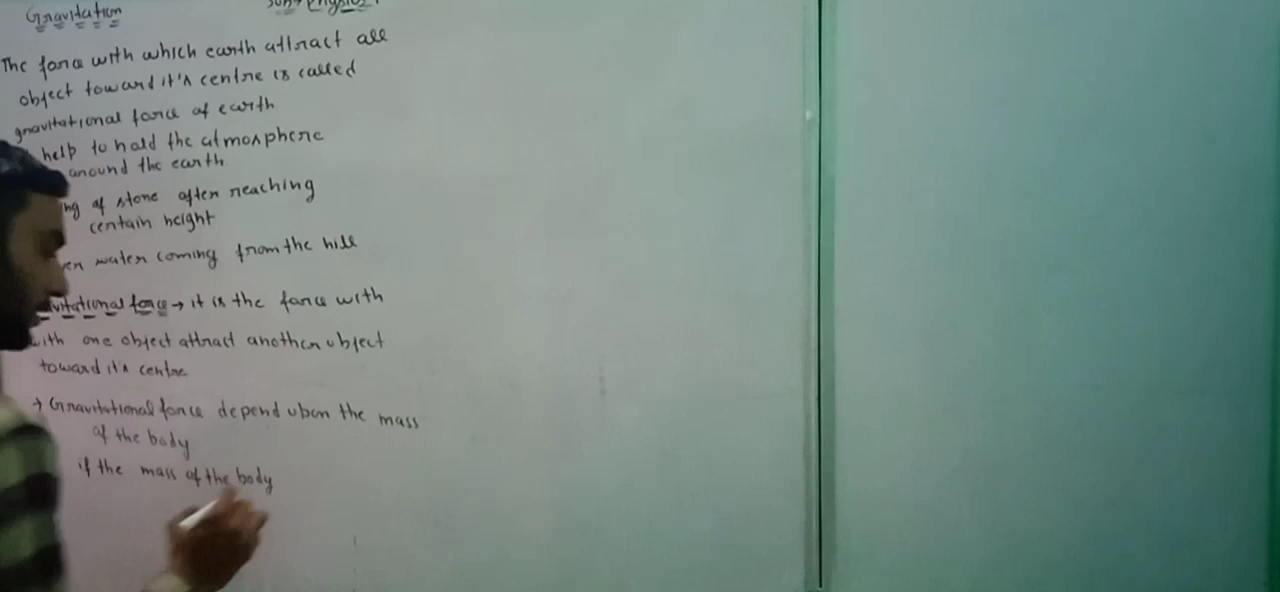 Gravitation
Sub → Physics
The force with which earth attract all
object toward it's centre is called
gravitational force of earth
help to hold the atmosphere
around the earth
of stone after reaching
certain height
water coming from the hill
force → it is the force with
with one object attract another object
toward it's centre
→ Gravitational force depend upon the mass
of the body
if the mass of the body